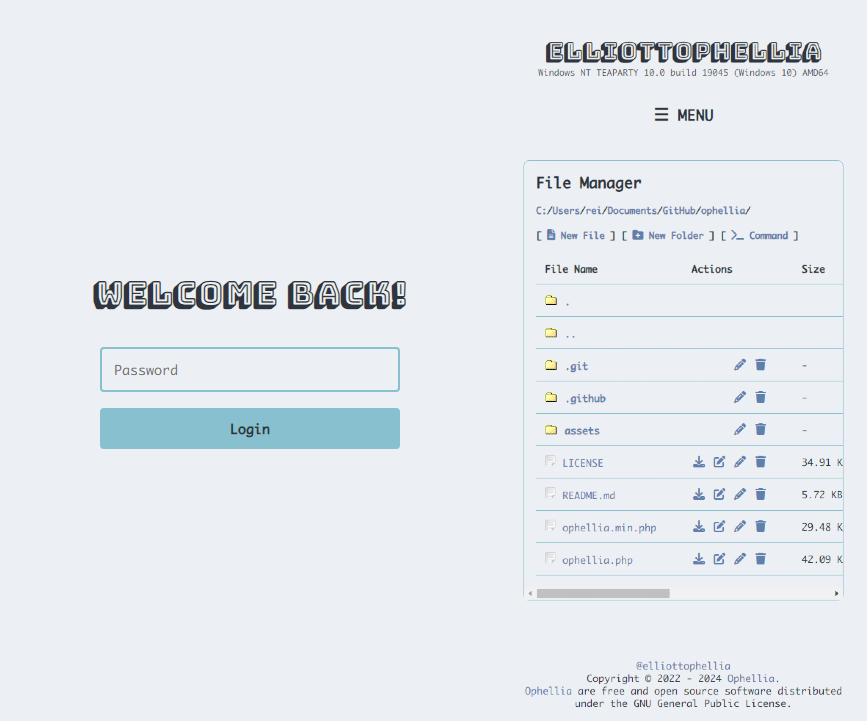 WELCOME BACK!
Password
Login
ELLIOTTOPHELLIA
Windows NT TEAPARTY 10.0 build 19045 (Windows 10) AMD64
☰ MENU
File Manager
C:/Users/rei/Documents/GitHub/ophellia/
[ New File ] [ New Folder ] [ Command ]
File Name Actions Size
.
..
.git -
.github -
assets -
LICENSE 34.91 K
README.md 5.72 KB
ophellia.min.php 29.48 K
ophellia.php 42.09 K
@elliottophellia
Copyright © 2022 - 2024 Ophellia.
Ophellia are free and open source software distributed
under the GNU General Public License.